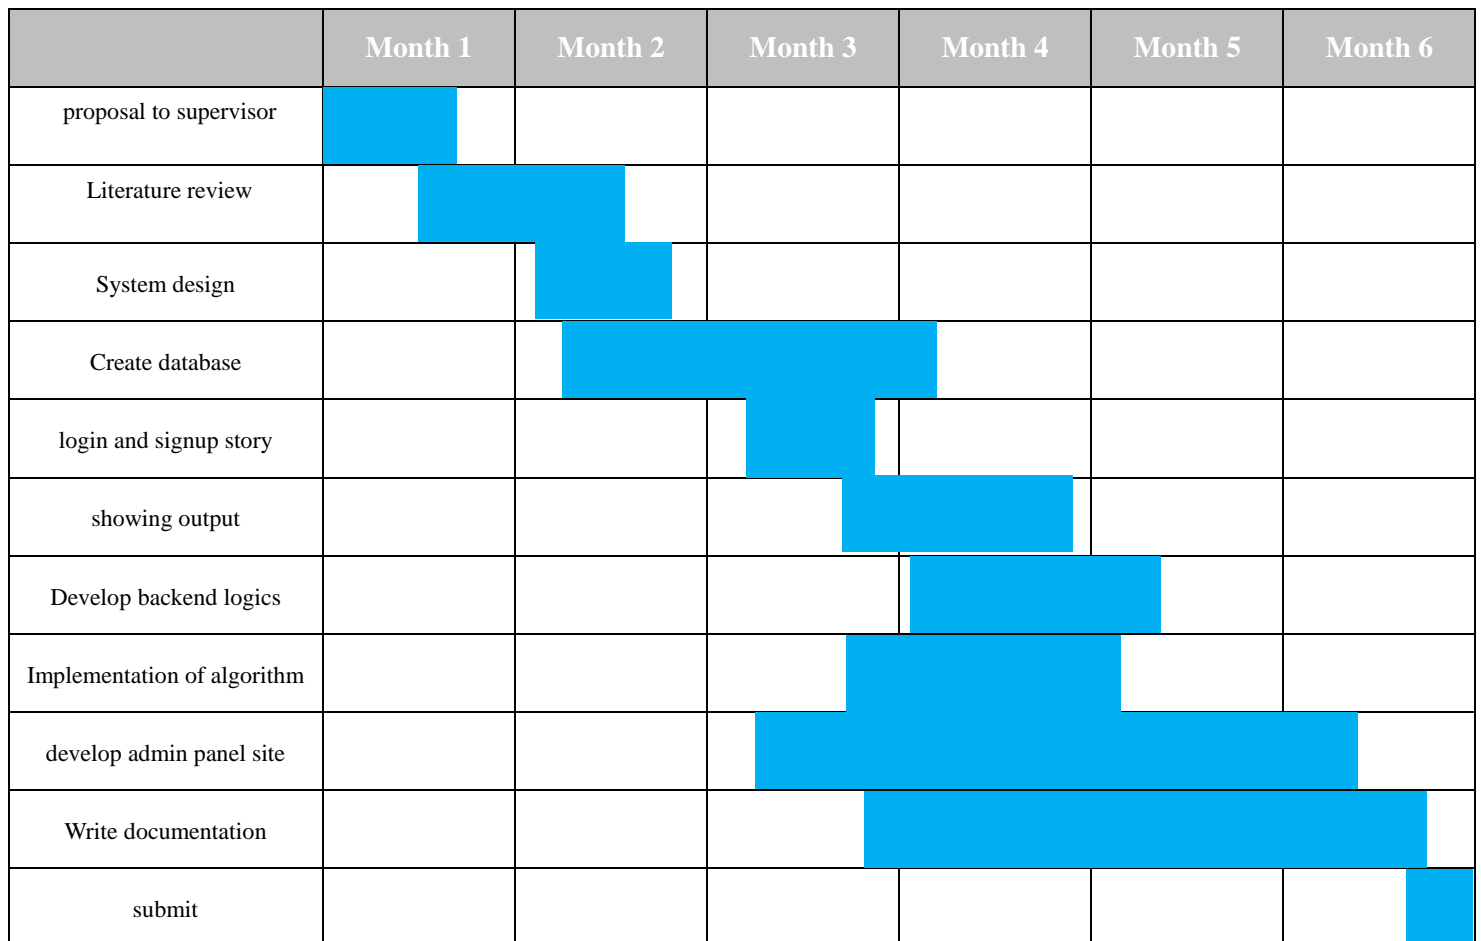 Month 1 Month 2 Month 3 Month 4 Month 5 Month 6
proposal to supervisor
Literature review
System design
Create database
login and signup story
showing output
Develop backend logics
Implementation of algorithm
develop admin panel site
Write documentation
submit